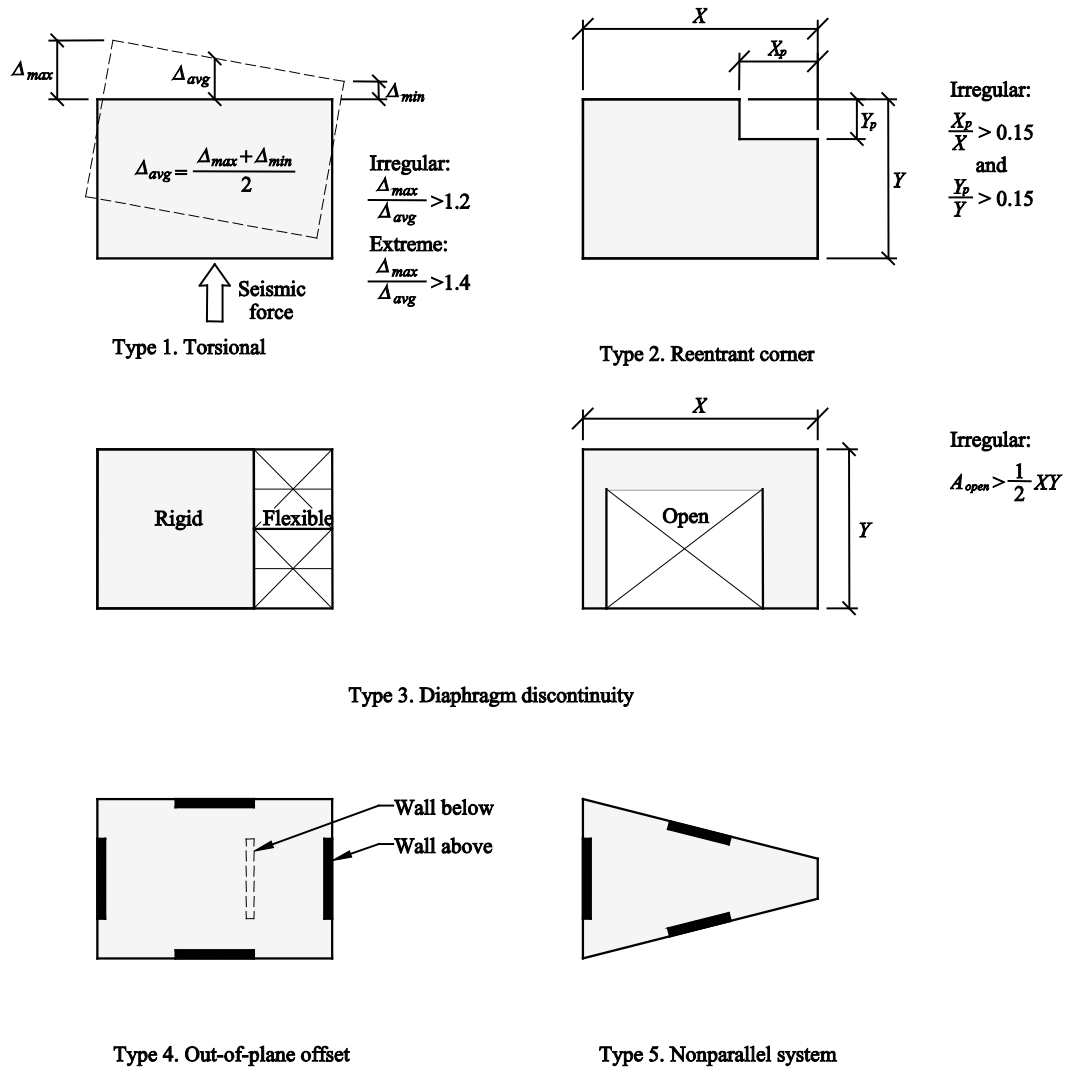 Δmax
Δavg
Δmin
Δavg = Δmax+Δmin / 2
Irregular:
Δmax / Δavg >1.2
Extreme:
Δmax / Δavg >1.4
Seismic
force
Type 1. Torsional
X
Xp
Yp
Y
Irregular:
Xp / X > 0.15
and
Yp / Y > 0.15
Type 2. Reentrant corner
Rigid
Flexible
X
Open
Y
Irregular:
Aopen > 1/2 XY
Type 3. Diaphragm discontinuity
Wall below
Wall above
Type 4. Out-of-plane offset
Type 5. Nonparallel system